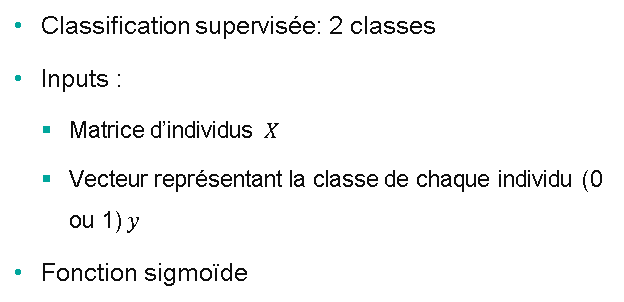 • Classification supervisée: 2 classes
• Inputs :
▪ Matrice d'individus X
▪ Vecteur représentant la classe de chaque individu (0
ou 1) y
• Fonction sigmoïde